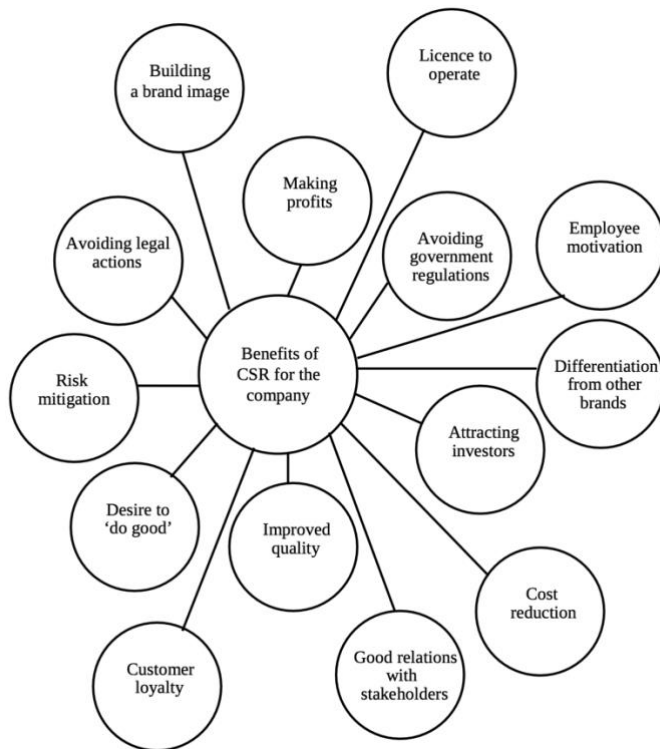 Building
a brand image
Licence to
operate
Making
profits
Avoiding legal
actions
Avoiding
government
regulations
Employee
motivation
Benefits of
CSR for the
company
Risk
mitigation
Differentiation
from other
brands
Attracting
investors
Desire to
‘do good’
Improved
quality
Cost
reduction
Customer
loyalty
Good relations
with
stakeholders